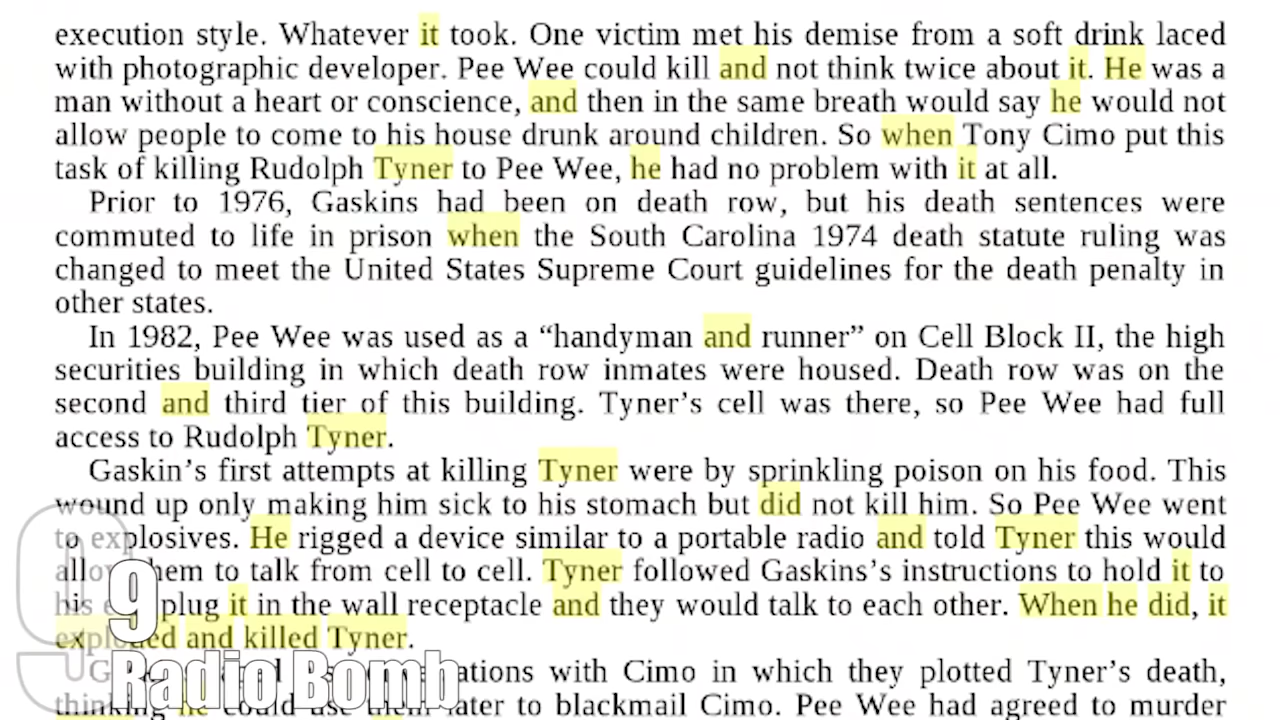 execution style. Whatever it took. One victim met his demise from a soft drink laced
with photographic developer. Pee Wee could kill and not think twice about it. He was a
man without a heart or conscience, and then in the same breath would say he would not
allow people to come to his house drunk around children. So when Tony Cimo put this
task of killing Rudolph Tyner to Pee Wee, he had no problem with it at all.
Prior to 1976, Gaskins had been on death row, but his death sentences were
commuted to life in prison when the South Carolina 1974 death statute ruling was
changed to meet the United States Supreme Court guidelines for the death penalty in
other states.
In 1982, Pee Wee was used as a “handyman and runner” on Cell Block II, the high
securities building in which death row inmates were housed. Death row was on the
second and third tier of this building. Tyner’s cell was there, so Pee Wee had full
access to Rudolph Tyner.
Gaskin’s first attempts at killing Tyner were by sprinkling poison on his food. This
wound up only making him sick to his stomach but did not kill him. So Pee Wee went
to explosives. He rigged a device similar to a portable radio and told Tyner this would
allow them to talk from cell to cell. Tyner followed Gaskins’s instructions to hold it to
his plug it in the wall receptacle and they would talk to each other. When he did, it
exploded and killed Tyner.
with Cimo in which they plotted Tyner’s death,
thinking he could use them later to blackmail Cimo. Pee Wee had agreed to murder
9
9
Radio Bomb